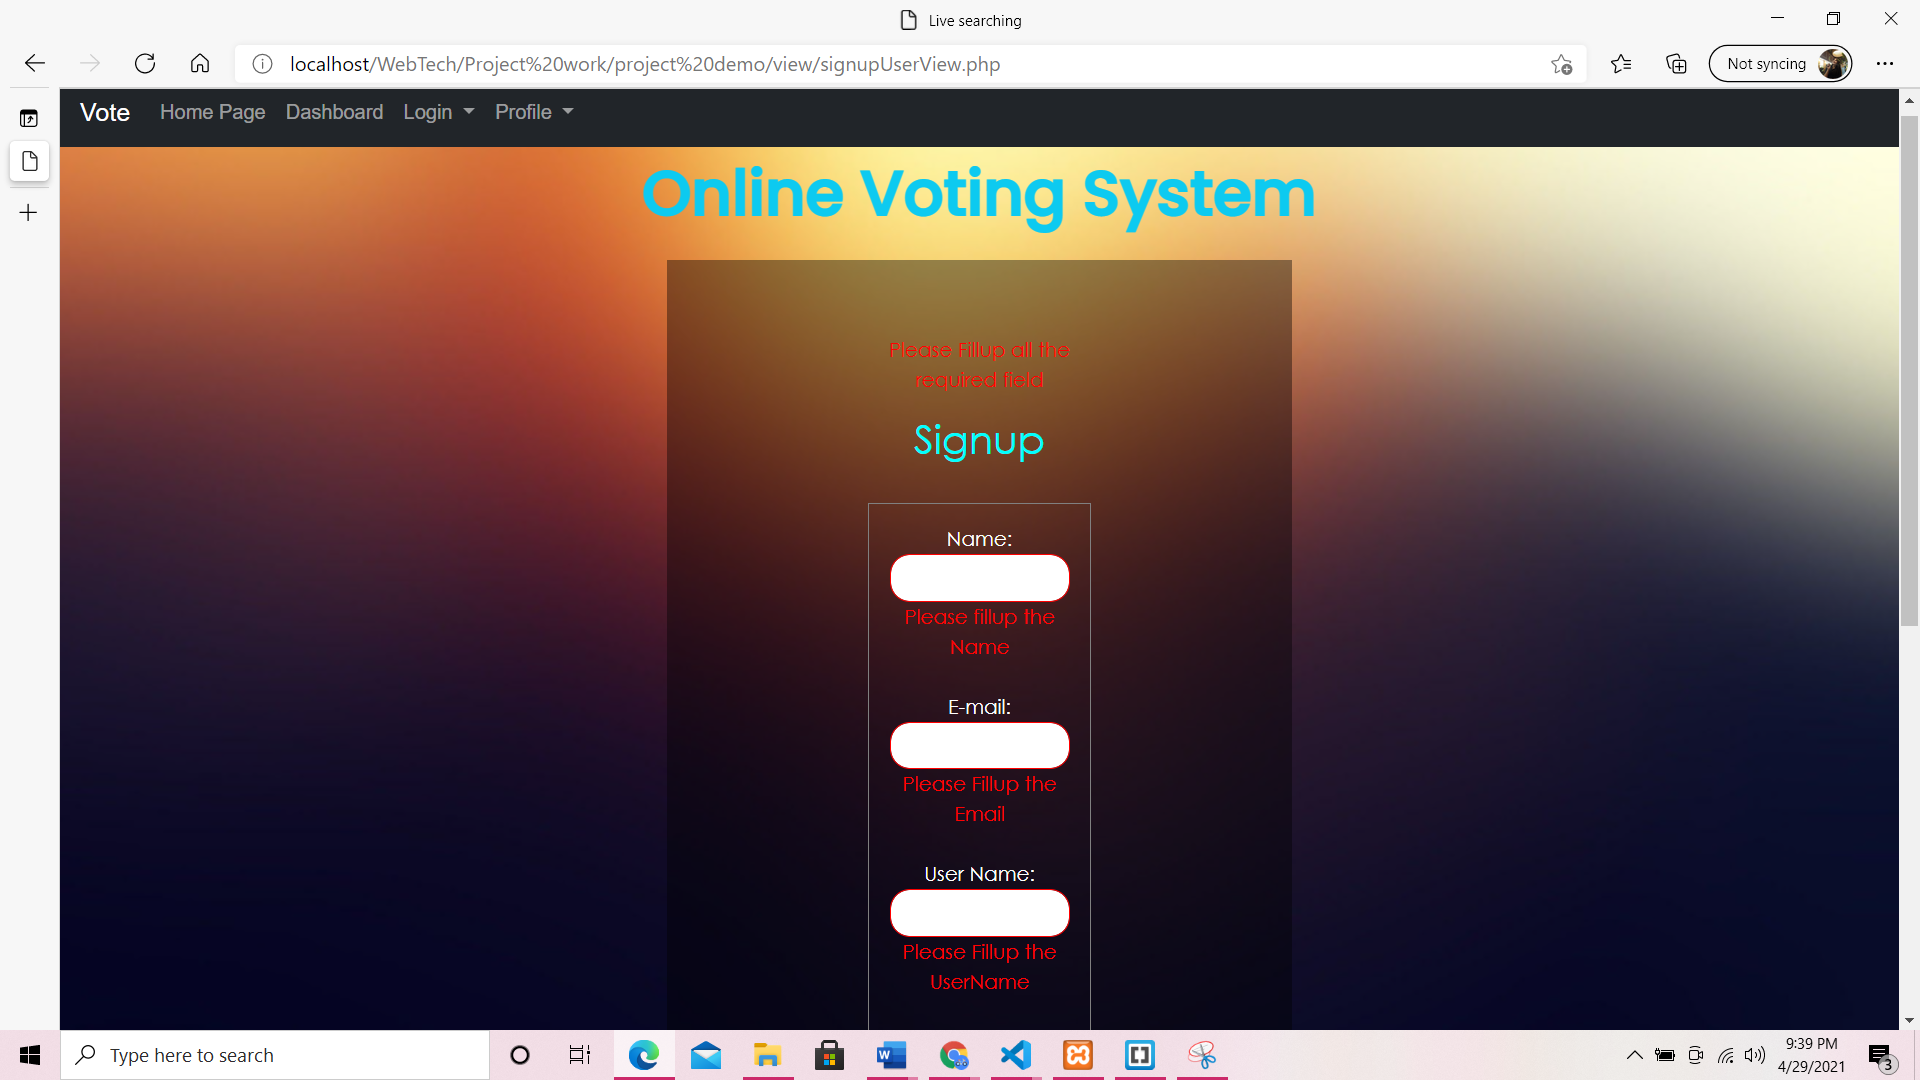 Live searching
localhost/WebTech/Project%20work/project%20demo/view/signupUserView.php
Not syncing
Vote Home Page Dashboard Login Profile
Online Voting System
Please Fillup all the
required field
Signup
Name:
Please fillup the
Name
E-mail:
Please Fillup the
Email
User Name:
Please Fillup the
UserName
Type here to search
9:39 PM
4/29/2021
3